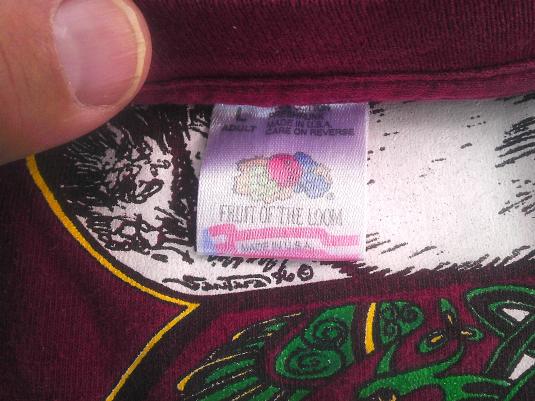 L
ADULT
MADE IN U.S.A.
CARE ON REVERSE
FRUIT OF THE LOOM
®
MADE IN U.S.A.